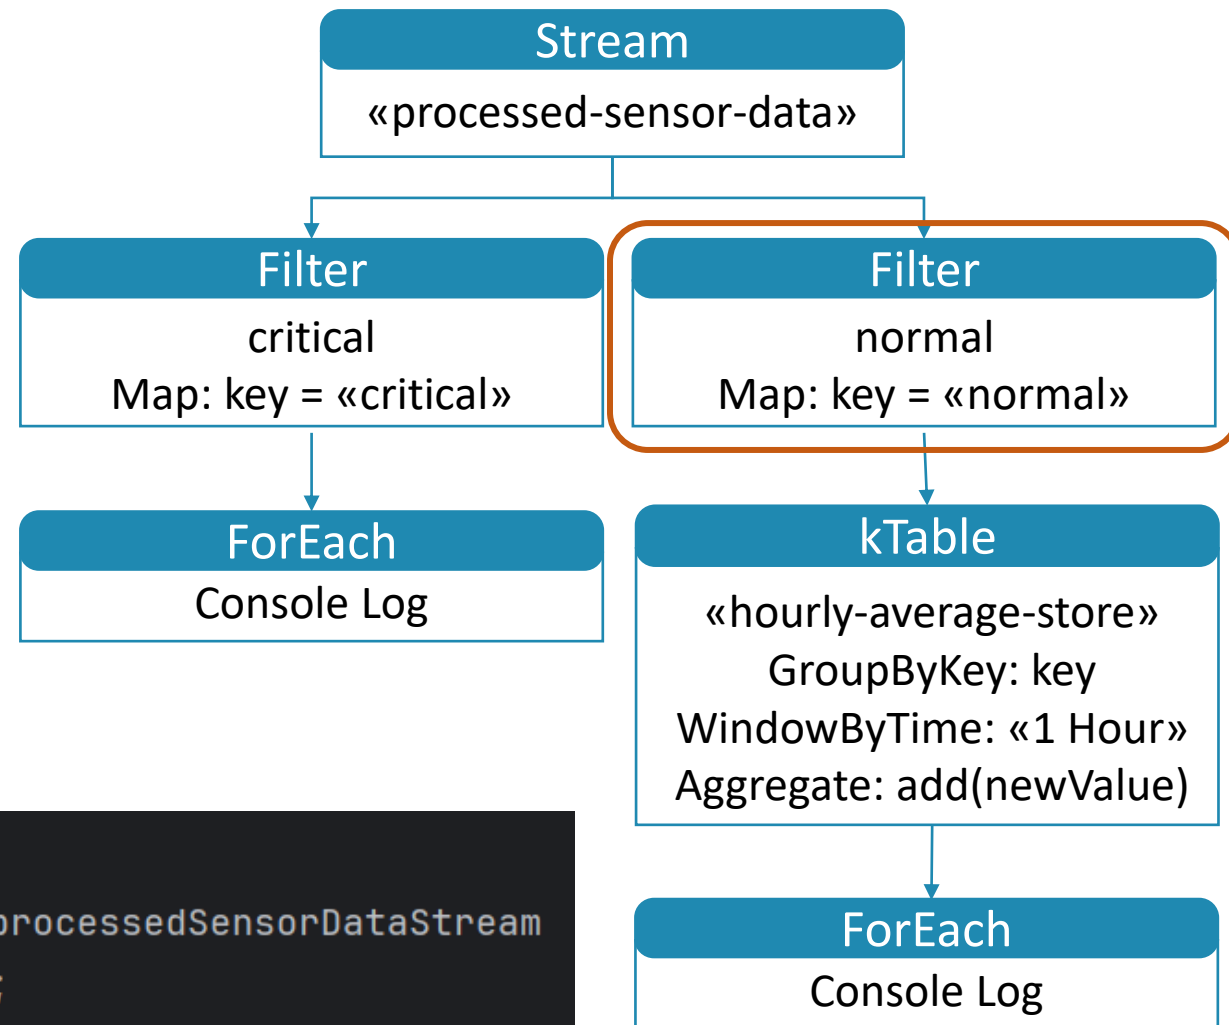 Stream
«processed-sensor-data»
Filter
critical
Map: key = «critical»
Filter
normal
Map: key = «normal»
ForEach
Console Log
kTable
«hourly-average-store»
GroupByKey: key
WindowByTime: «1 Hour»
Aggregate: add(newValue)
processedSensorDataStream
;
ForEach
Console Log